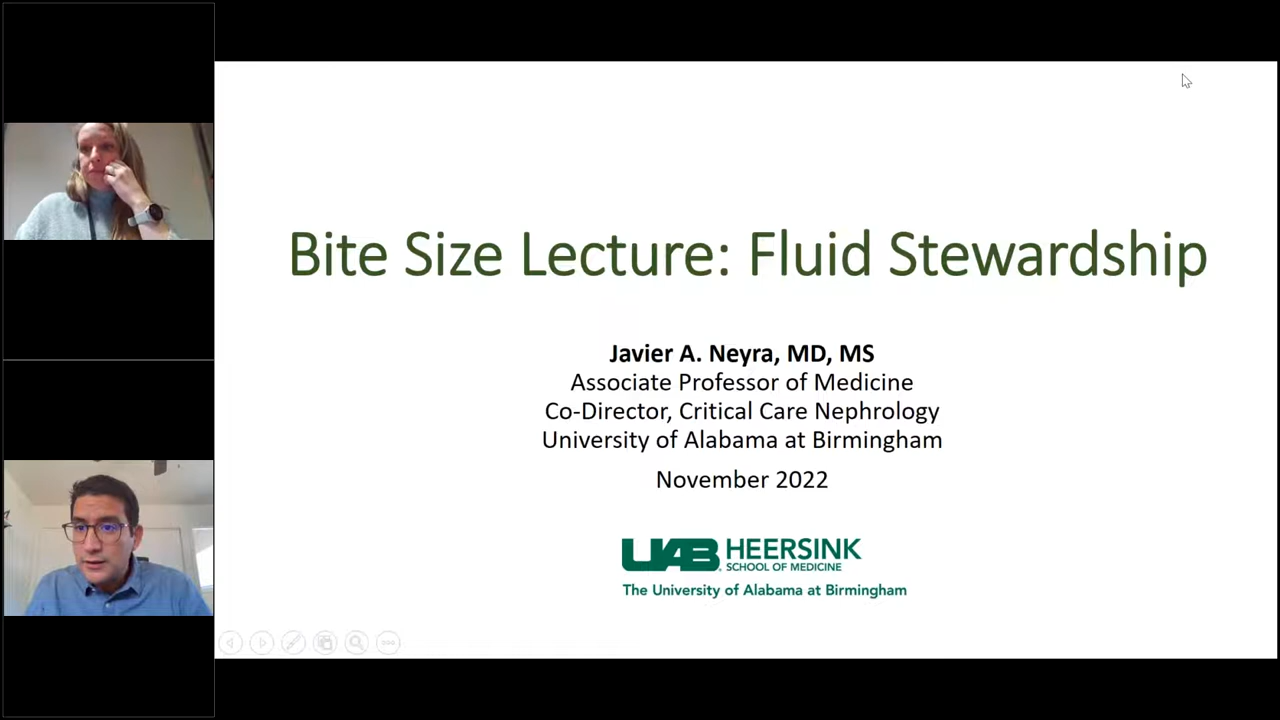 Bite Size Lecture: Fluid Stewardship
Javier A. Neyra, MD, MS
Associate Professor of Medicine
Co-Director, Critical Care Nephrology
University of Alabama at Birmingham
November 2022
UAB HEERSINK
SCHOOL OF MEDICINE
The University of Alabama at Birmingham